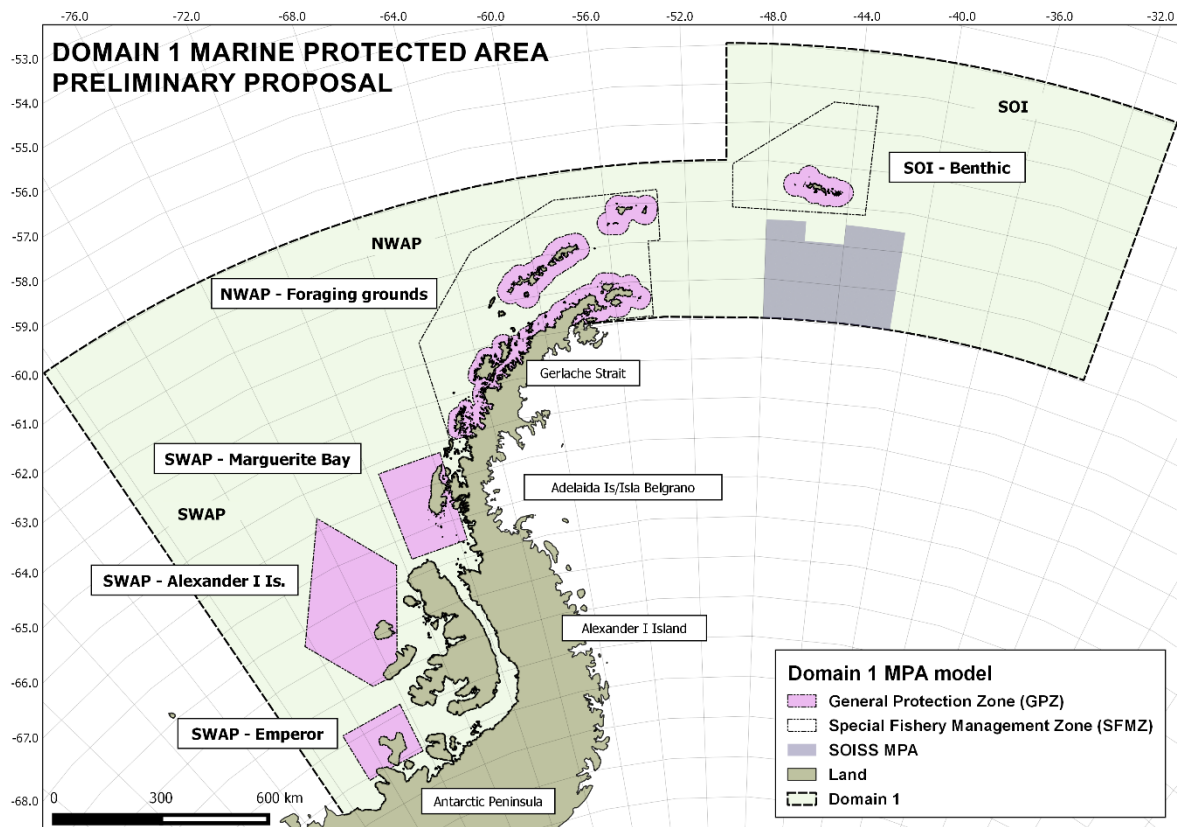 -76.0 -72.0 -68.0 -64.0 -60.0 -56.0 -52.0 -48.0 -44.0 -40.0 -36.0 -32.0
DOMAIN 1 MARINE PROTECTED AREA
PRELIMINARY PROPOSAL
-53.0
-54.0
-55.0
-56.0
-57.0
-58.0
-59.0
-60.0
-61.0
-62.0
-63.0
-64.0
-65.0
-66.0
-67.0
-68.0
SOI
SOI - Benthic
NWAP
NWAP - Foraging grounds
Gerlache Strait
SWAP - Marguerite Bay
Adelaida Is/Isla Belgrano
SWAP
SWAP - Alexander I Is.
Alexander I Island
SWAP - Emperor
Antarctic Peninsula
0 300 600 km
Domain 1 MPA model
General Protection Zone (GPZ)
Special Fishery Management Zone (SFMZ)
SOISS MPA
Land
Domain 1